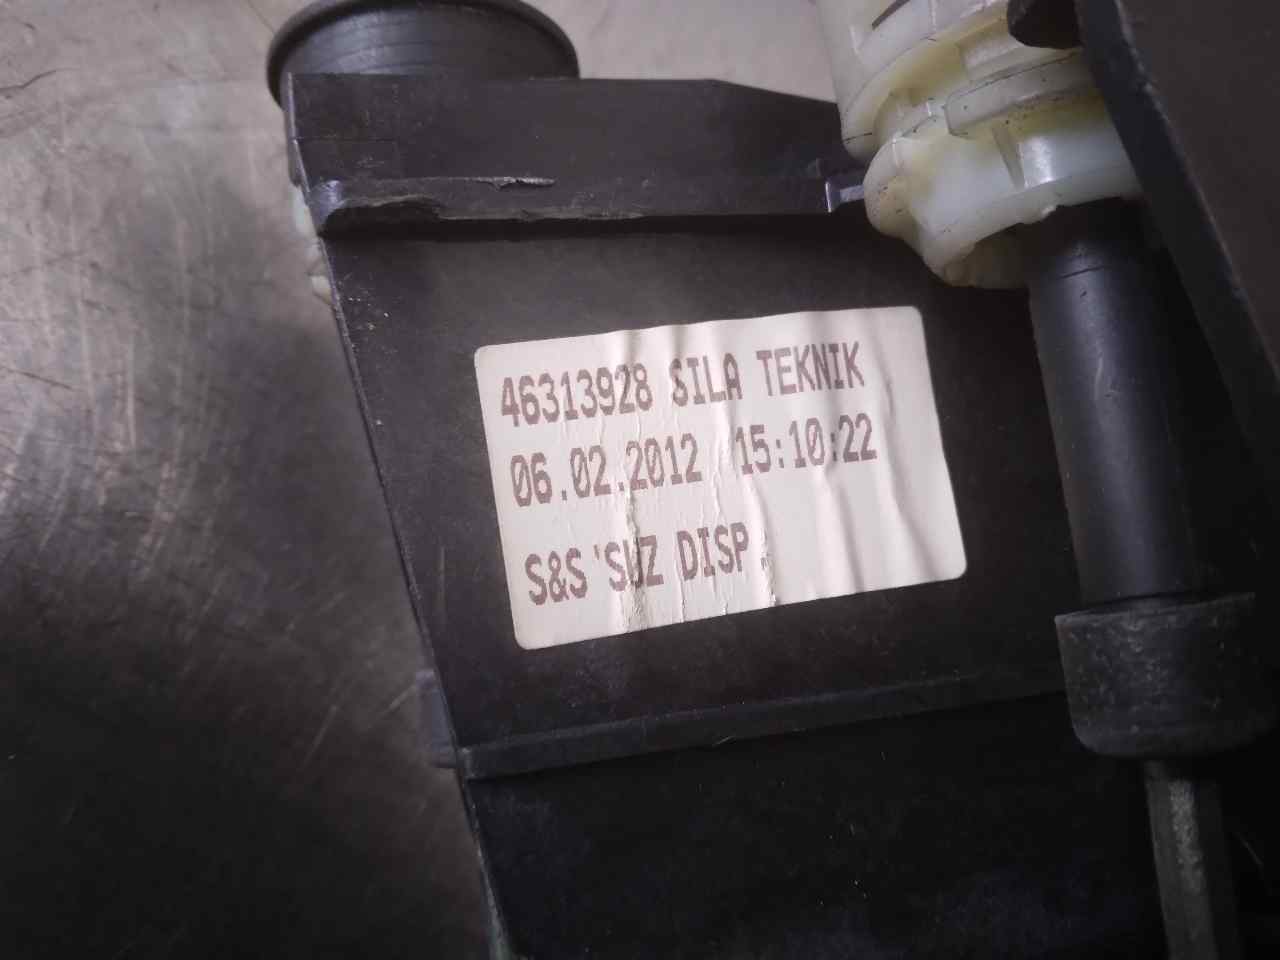 46313928 SILA TEKNIK
06.02.2012 15:10:22
S&S 'SUZ DISP.